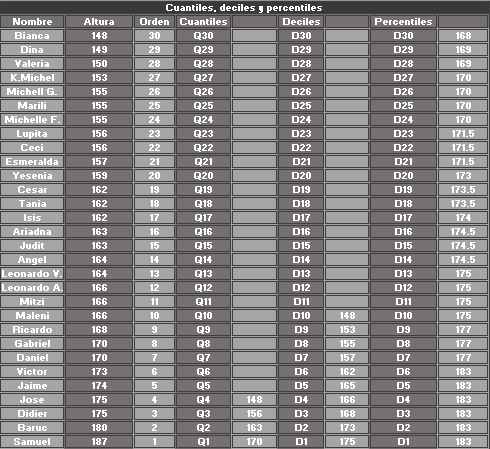 Cuantiles, deciles y percentiles
Nombre Altura Orden Cuantiles Deciles Percentiles
Bianca 148 30 Q30 D30 D30 168
Dina 149 29 Q29 D29 D29 169
Valeria 150 28 Q28 D28 D28 169
K.Michel 153 27 Q27 D27 D27 170
Michell G. 155 26 Q26 D26 D26 170
Marili 155 25 Q25 D25 D25 170
Michelle F. 155 24 Q24 D24 D24 170
Lupita 156 23 Q23 D23 D23 171.5
Ceci 156 22 Q22 D22 D22 171.5
Esmeralda 157 21 Q21 D21 D21 171.5
Yesenia 159 20 Q20 D20 D20 173
Cesar 162 19 Q19 D19 D19 173.5
Tania 162 18 Q18 D18 D18 173.5
Isis 162 17 Q17 D17 D17 174
Ariadna 163 16 Q16 D16 D16 174.5
Judit 163 15 Q15 D15 D15 174.5
Angel 164 14 Q14 D14 D14 174.5
Leonardo V. 164 13 Q13 D13 D13 175
Leonardo A. 166 12 Q12 D12 D12 175
Mitzi 166 11 Q11 D11 D11 175
Maleni 166 10 Q10 D10 148 D10 175
Ricardo 168 9 Q9 D9 153 D9 177
Gabriel 170 8 Q8 D8 155 D8 177
Daniel 170 7 Q7 D7 157 D7 177
Victor 173 6 Q6 D6 162 D6 183
Jaime 174 5 Q5 D5 165 D5 183
Jose 175 4 Q4 148 D4 166 D4 183
Didier 175 3 Q3 156 D3 168 D3 183
Baruc 180 2 Q2 163 D2 173 D2 183
Samuel 187 1 Q1 170 D1 175 D1 183